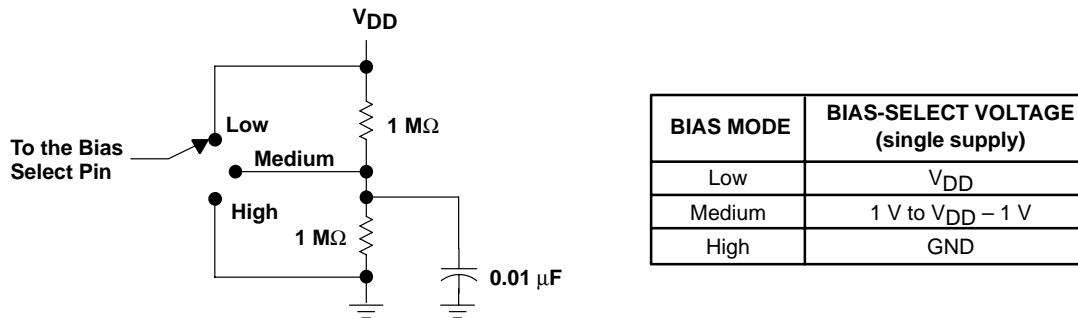 VDD
Low
1 MΩ
To the Bias
Select Pin
Medium
High
1 MΩ
0.01 μF
BIAS MODE
BIAS-SELECT VOLTAGE
(single supply)
Low
VDD
Medium
1 V to VDD – 1 V
High
GND